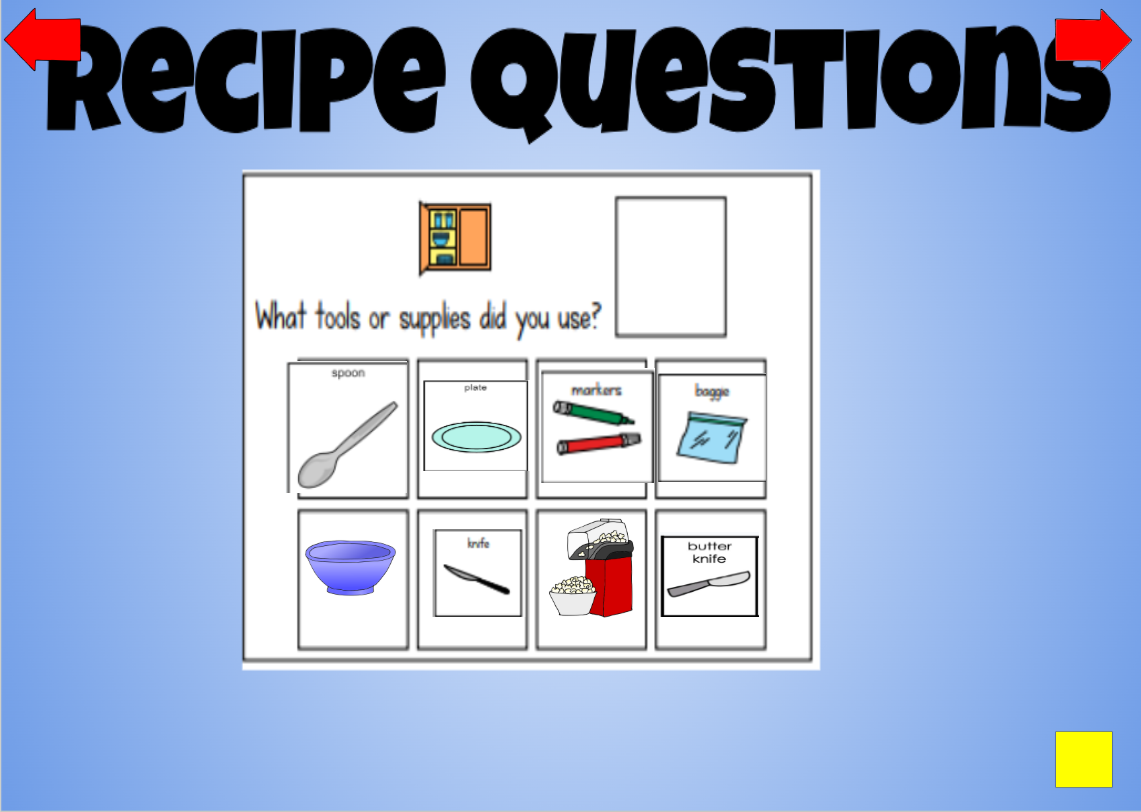 Recipe Questions
What tools or supplies did you use?
spoon
plate
markers
baggie
knife
butter
knife